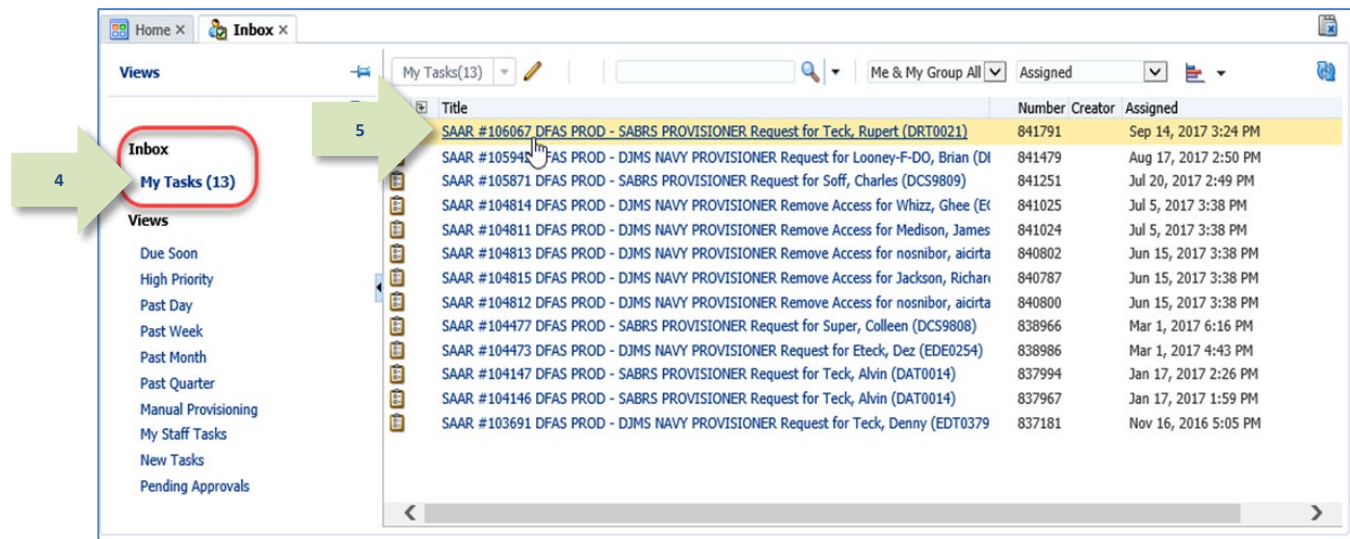 Home × Inbox ×
Views My Tasks(13) Me & My Group All Assigned
Title Number Creator Assigned
5 SAAR #106067 DFAS PROD - SABRS PROVISIONER Request for Teck, Rupert (DRT0021) 841791 Sep 14, 2017 3:24 PM
Inbox
SAAR DFAS PROD - DJMS NAVY PROVISIONER Request for Looney-F-DO, Brian 841479 Aug 17, 2017 2:50 PM
4 My Tasks (13) SAAR #105871 DFAS PROD - SABRS PROVISIONER Request for Soff, Charles (DCS9809) 841251 Jul 20, 2017 2:49 PM
SAAR #104814 DFAS PROD - DJMS NAVY PROVISIONER Remove Access for Whizz, Ghee 841025 Jul 5, 2017 3:38 PM
Views
SAAR #104811 DFAS PROD - DJMS NAVY PROVISIONER Remove Access for Medison, James 841024 Jul 5, 2017 3:38 PM
Due Soon SAAR #104813 DFAS PROD - DJMS NAVY PROVISIONER Remove Access for nosnibor, aicirta 840802 Jun 15, 2017 3:38 PM
High Priority SAAR #104815 DFAS PROD - DJMS NAVY PROVISIONER Remove Access for Jackson, 840787 Jun 15, 2017 3:38 PM
Past Day SAAR #104812 DFAS PROD - DJMS NAVY PROVISIONER Remove Access for nosnibor, aicirta 840800 Jun 15, 2017 3:38 PM
Past Week SAAR #104477 DFAS PROD - SABRS PROVISIONER Request for Super, Colleen (DCS9808) 838966 Mar 1, 2017 6:16 PM
Past Month SAAR #104473 DFAS PROD - DJMS NAVY PROVISIONER Request for Eteck, Dez (EDE0254) 838986 Mar 1, 2017 4:43 PM
Past Quarter SAAR #104147 DFAS PROD - SABRS PROVISIONER Request for Teck, Alvin (DAT0014) 837994 Jan 17, 2017 2:26 PM
Manual Provisioning SAAR #104146 DFAS PROD - SABRS PROVISIONER Request for Teck, Alvin (DAT0014) 837967 Jan 17, 2017 1:59 PM
My Staff Tasks SAAR #103691 DFAS PROD - DJMS NAVY PROVISIONER Request for Teck, Denny (EDT0379 837181 Nov 16, 2016 5:05 PM
New Tasks
Pending Approvals